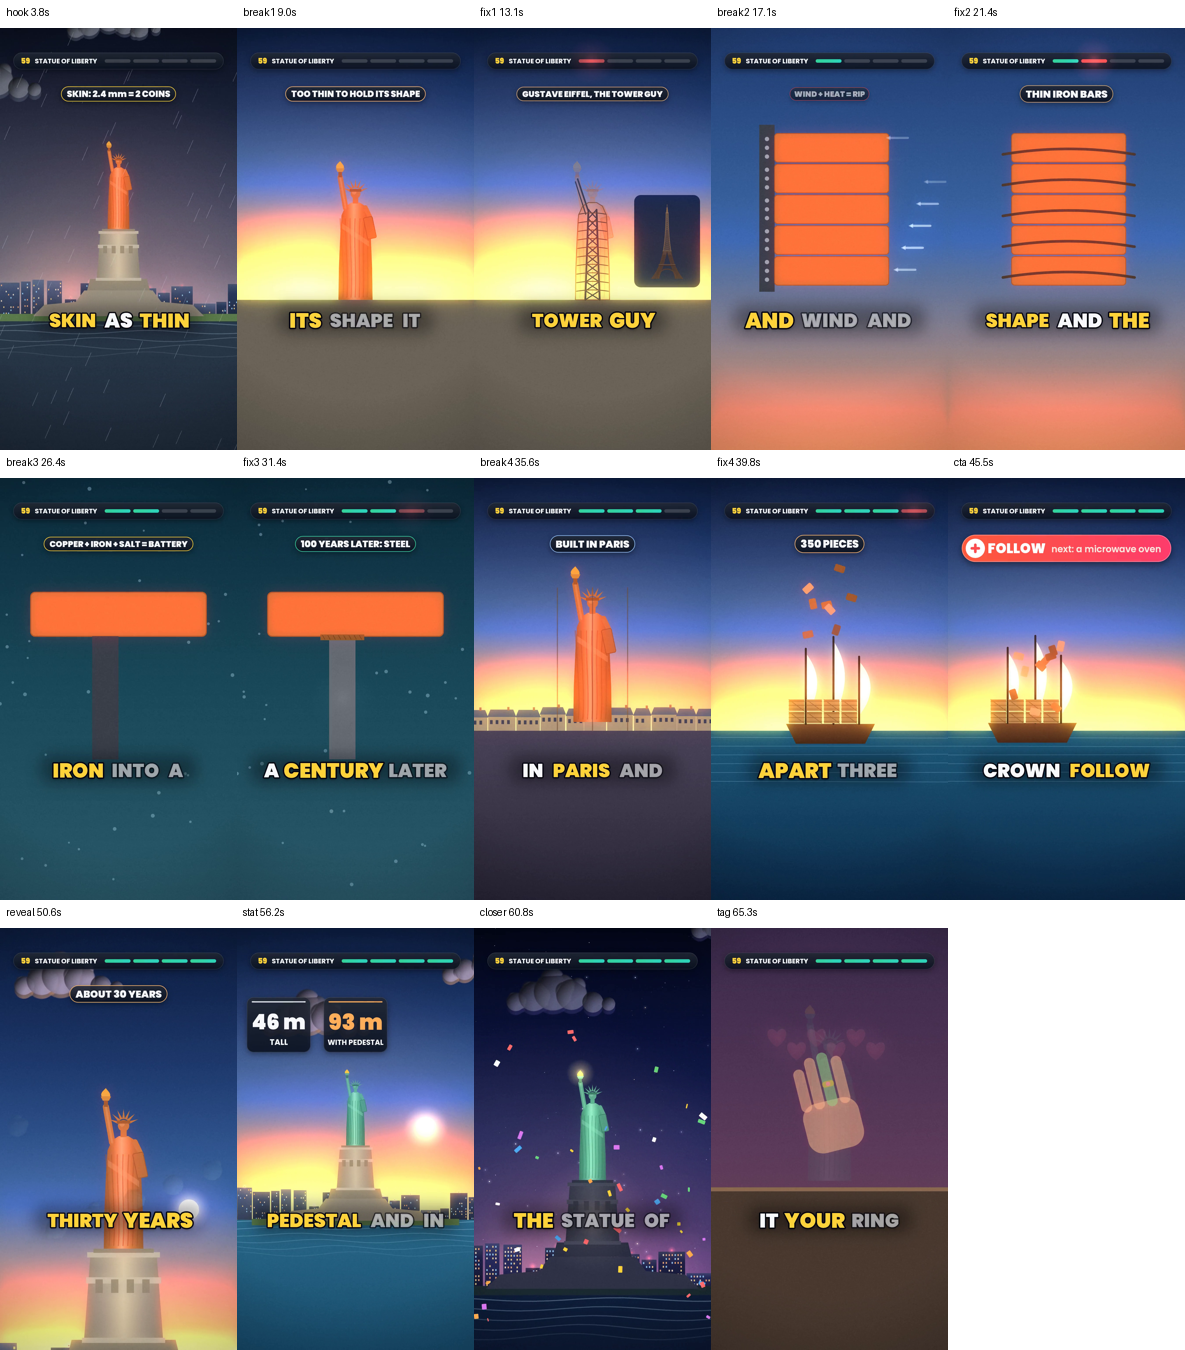 hook 3.8s
59 STATUE OF LIBERTY
SKIN: 2.4 mm = 2 COINS
SKIN AS THIN
break1 9.0s
59 STATUE OF LIBERTY
TOO THIN TO HOLD ITS SHAPE
ITS SHAPE IT
fix1 13.1s
59 STATUE OF LIBERTY
GUSTAVE EIFFEL, THE TOWER GUY
TOWER GUY
break2 17.1s
59 STATUE OF LIBERTY
WIND + HEAT = RIP
AND WIND AND
fix2 21.4s
59 STATUE OF LIBERTY
THIN IRON BARS
SHAPE AND THE
break3 26.4s
59 STATUE OF LIBERTY
COPPER + IRON + SALT = BATTERY
IRON INTO A
fix3 31.4s
59 STATUE OF LIBERTY
100 YEARS LATER: STEEL
A CENTURY LATER
break4 35.6s
59 STATUE OF LIBERTY
BUILT IN PARIS
IN PARIS AND
fix4 39.8s
59 STATUE OF LIBERTY
350 PIECES
APART THREE
cta 45.5s
59 STATUE OF LIBERTY
FOLLOW next: a microwave oven
CROWN FOLLOW
reveal 50.6s
59 STATUE OF LIBERTY
ABOUT 30 YEARS
THIRTY YEARS
stat 56.2s
59 STATUE OF LIBERTY
46 m
TALL
93 m
WITH PEDESTAL
PEDESTAL AND IN
closer 60.8s
59 STATUE OF LIBERTY
THE STATUE OF
tag 65.3s
59 STATUE OF LIBERTY
IT YOUR RING